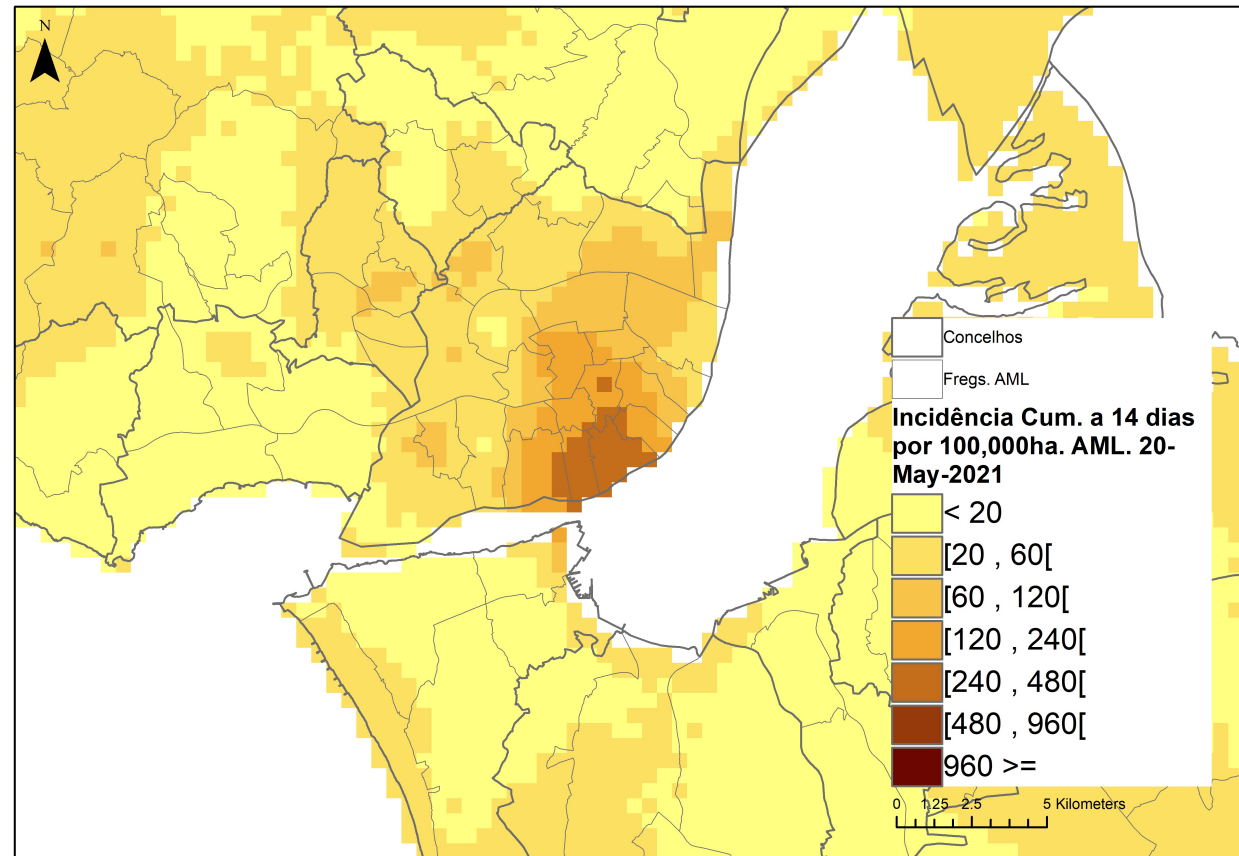 N
Concelhos
Fregs. AML
Incidência Cum. a 14 dias
por 100,000ha. AML. 20-
May-2021
< 20
[20 , 60[
[60 , 120[
[120 , 240[
[240 , 480[
[480 , 960[
960 >=
0 1,25 2.5 5 Kilometers